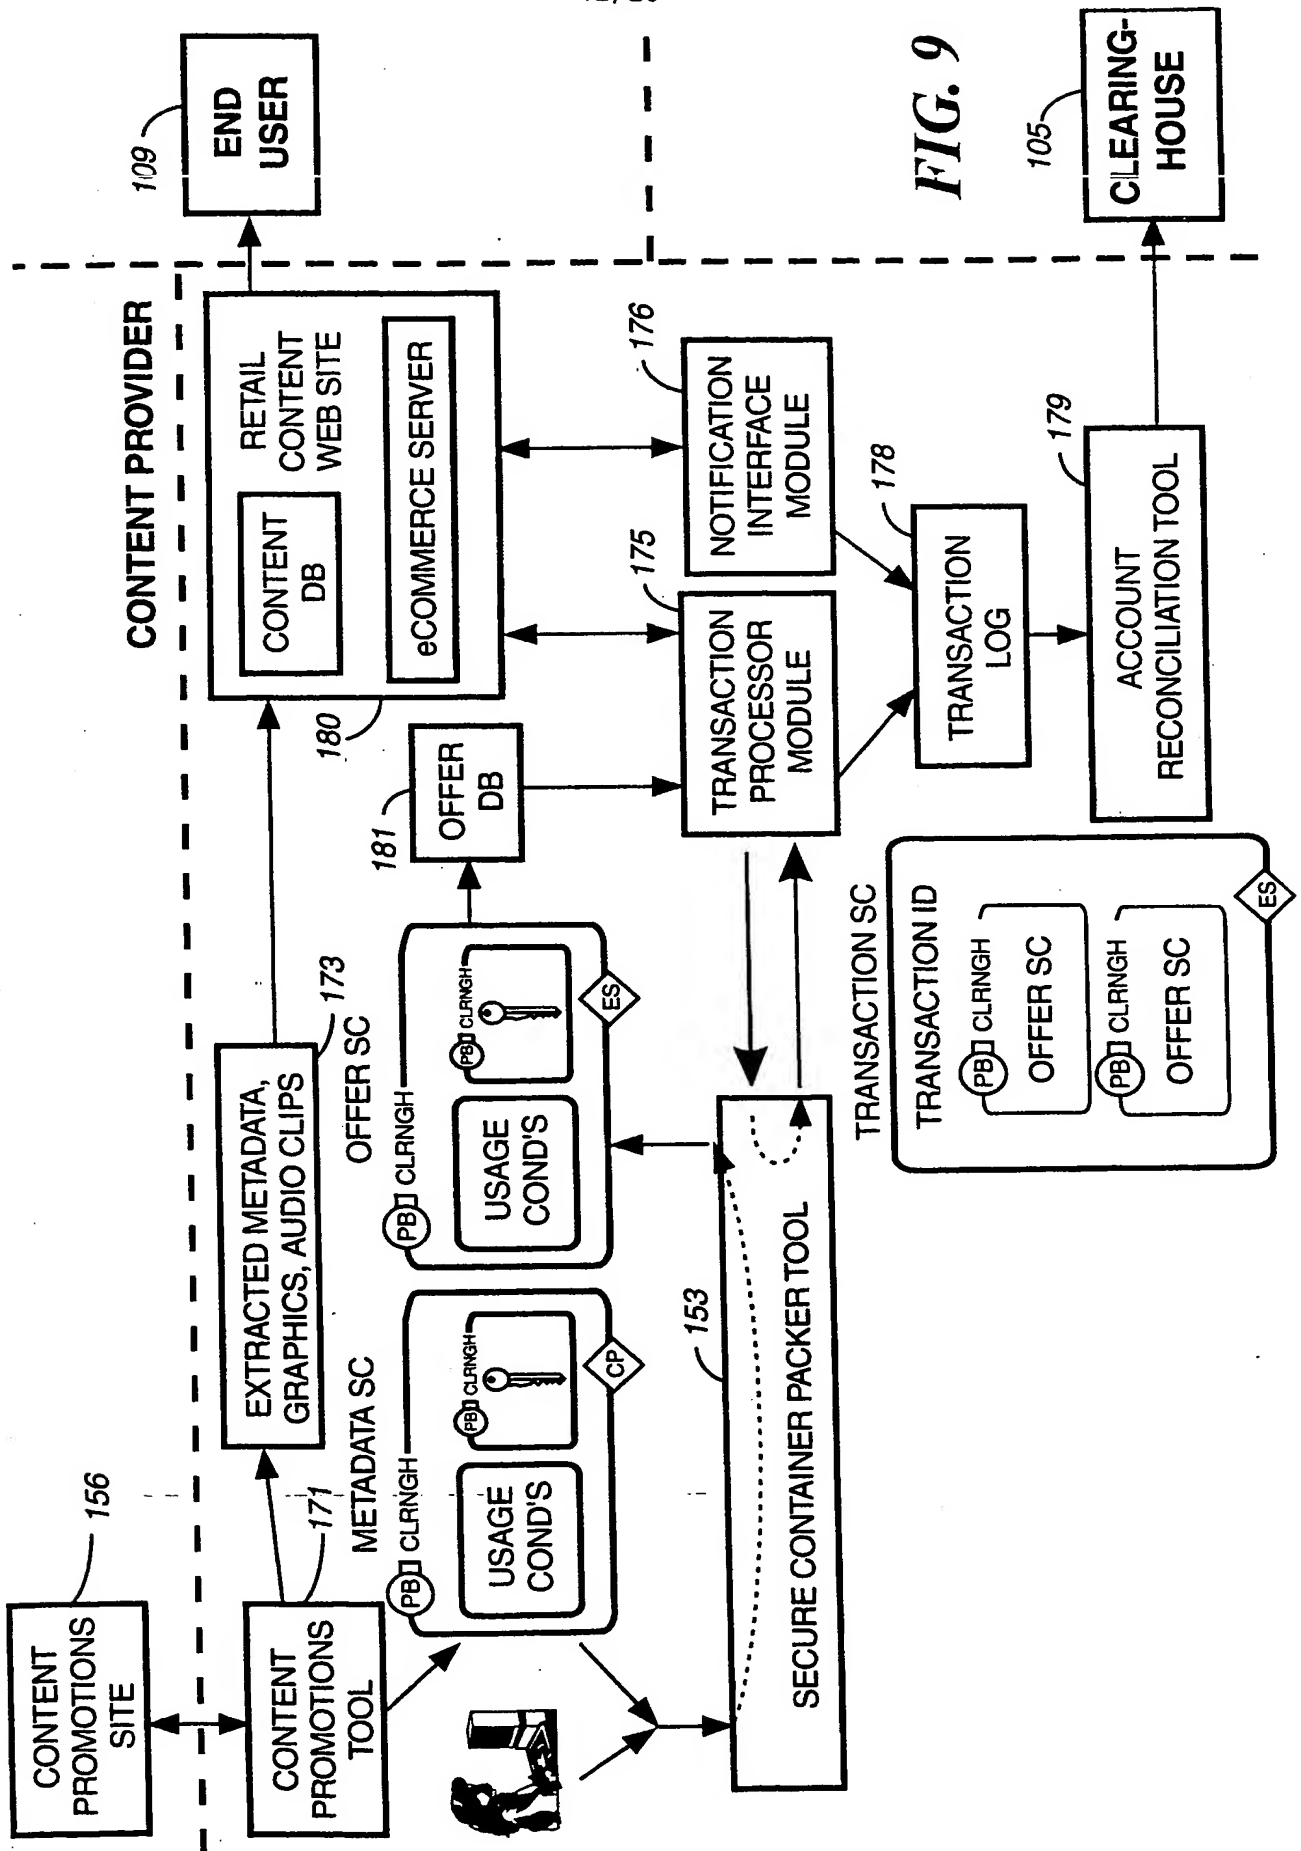 CONTENT PROVIDER
CONTENT
PROMOTIONS
SITE
156
CONTENT
PROMOTIONS
TOOL
171
EXTRACTED METADATA,
GRAPHICS, AUDIO CLIPS
173
RETAIL
CONTENT
WEB SITE
CONTENT
DB
eCOMMERCE SERVER
180
END
USER
109
METADATA SC
PB CLRNGH
USAGE
COND'S
PB CLRNGH
CP
OFFER SC
PB CLRNGH
USAGE
COND'S
PB CLRNGH
ES
OFFER
DB
181
SECURE CONTAINER PACKER TOOL
153
TRANSACTION
PROCESSOR
MODULE
175
NOTIFICATION
INTERFACE
MODULE
176
TRANSACTION
LOG
178
TRANSACTION SC
TRANSACTION ID
PB CLRNGH
OFFER SC
PB CLRNGH
OFFER SC
ES
ACCOUNT
RECONCILIATION TOOL
179
CLEARING-
HOUSE
105
FIG. 9